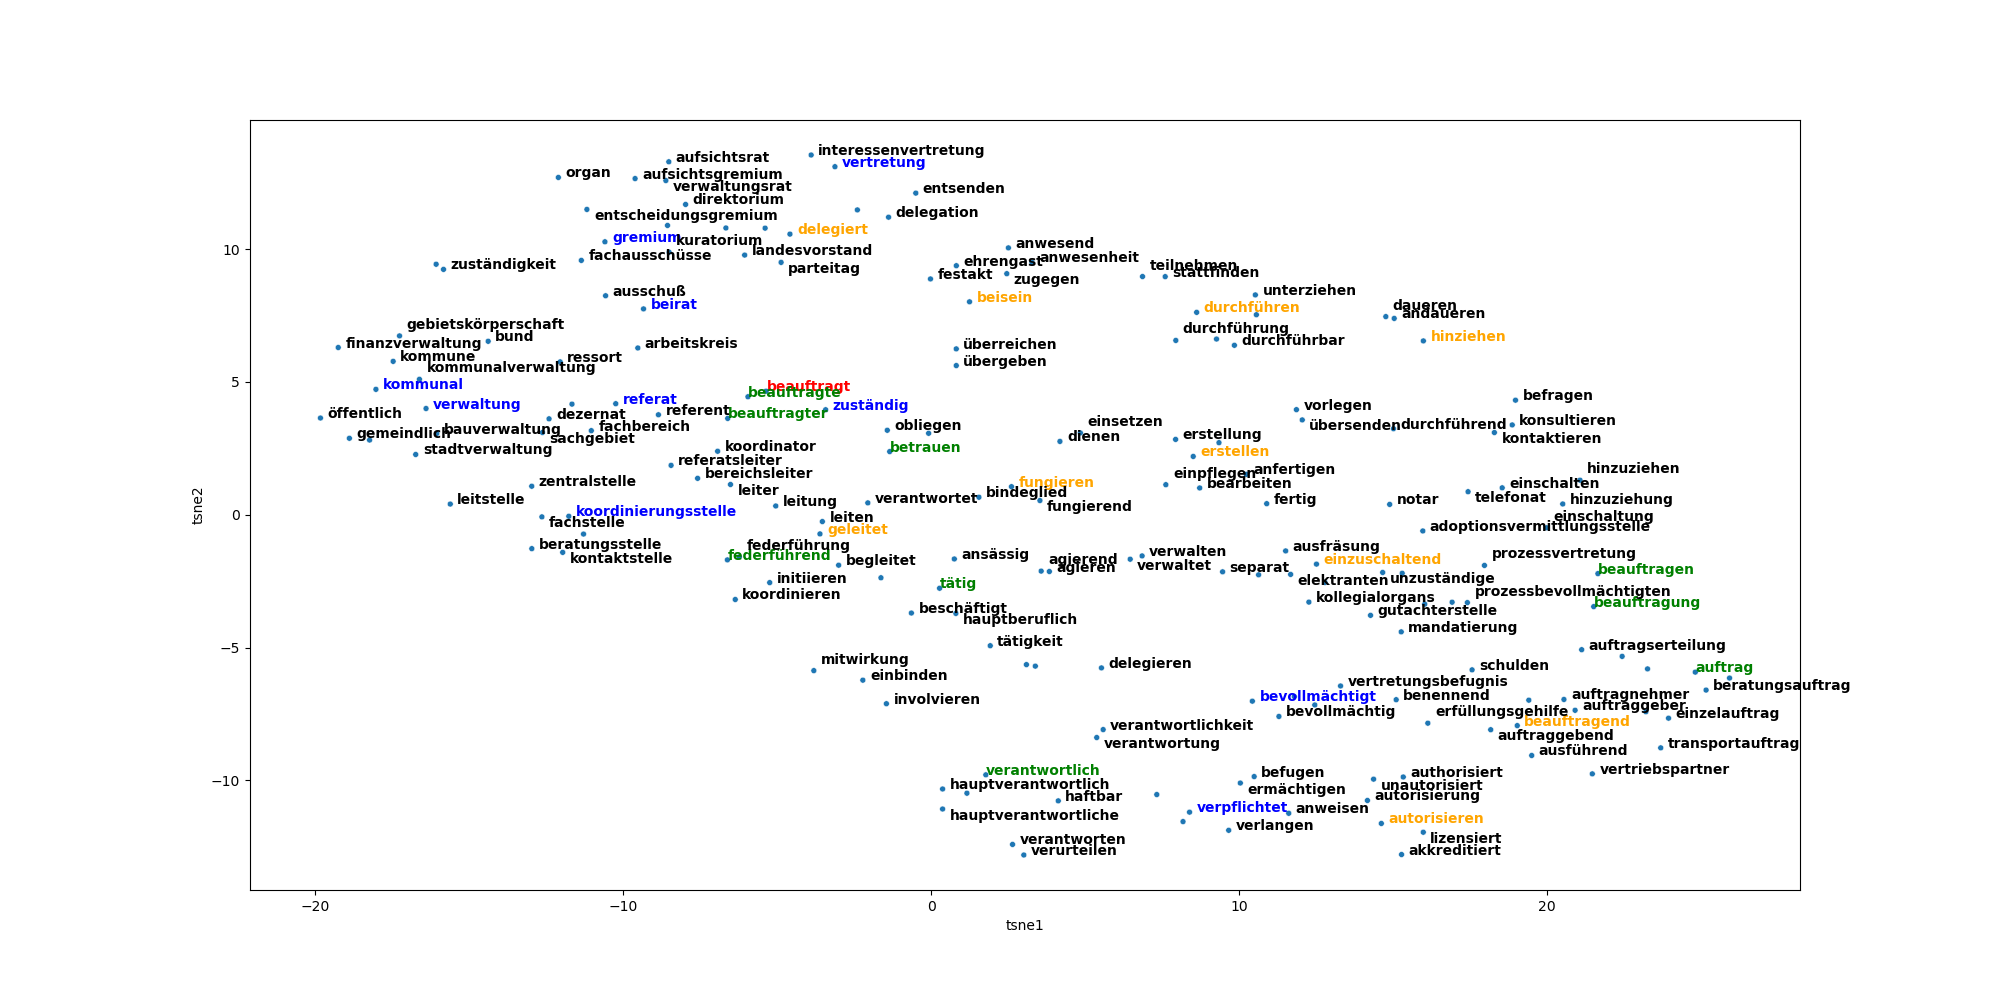 interessenvertretung
aufsichtsrat
vertretung
organ
aufsichtsgremium
verwaltungsrat
entsenden
direktorium
delegation
entscheidungsgremium
delegiert
gremium
kuratorium
anwesend
10
landesvorstand
fachausschüsse
anwesenheit
ehrengast
zuständigkeit
parteitag
teilnehmen
stattfinden
festakt
zugegen
ausschuß
unterziehen
beisein
beirat
durchführen
daueren
andaueren
gebietskörperschaft
durchführung
bund
hinziehen
finanzverwaltung
arbeitskreis
überreichen
durchführbar
kommune
ressort
übergeben
kommunalverwaltung
5
kommunal
beauftragt
beauftragte
befragen
verwaltung
referat
zuständig
vorlegen
öffentlich
dezernat
referent
beauftragter
einsetzen
konsultieren
gemeindlich
bauverwaltung
fachbereich
obliegen
übersenden
durchführend
sachgebiet
dienen
erstellung
kontaktieren
stadtverwaltung
koordinator
betrauen
erstellen
referatsleiter
anfertigen
hinzuziehen
zentralstelle
bereichsleiter
einpflegen
bearbeiten
einschalten
leiter
fungieren
leitstelle
leitung
verantwortet
bindeglied
fungierend
fertig
notar
telefonat
hinzuziehung
0
koordinierungsstelle
leiten
einschaltung
fachstelle
geleitet
adoptionsvermittlungsstelle
beratungsstelle
federführung
ausfräsung
kontaktstelle
federführend
begleitet
ansässig
agierend
verwalten
einzuschaltend
prozessvertretung
agieren
verwaltet
separat
beauftragen
initiieren
tätig
elektranten
unzuständige
koordinieren
kollegialorgans
prozessbevollmächtigten
beschäftigt
gutachterstelle
beauftragung
hauptberuflich
mandatierung
−5
tätigkeit
auftragserteilung
mitwirkung
delegieren
schulden
auftrag
einbinden
vertretungsbefugnis
beratungsauftrag
involvieren
bevollmächtigt
benennend
auftragnehmer
bevollmächtig
erfüllungsgehilfe
auftraggeber
einzelauftrag
verantwortlichkeit
beauftragend
verantwortung
auftraggebend
transportauftrag
ausführend
verantwortlich
befugen
authorisiert
vertriebspartner
−10
hauptverantwortlich
ermächtigen
unautorisiert
haftbar
autorisierung
hauptverantwortliche
verpflichtet
anweisen
autorisieren
verlangen
verantworten
lizensiert
verurteilen
akkreditiert
−20
−10
0
10
20
tsne1
tsne2